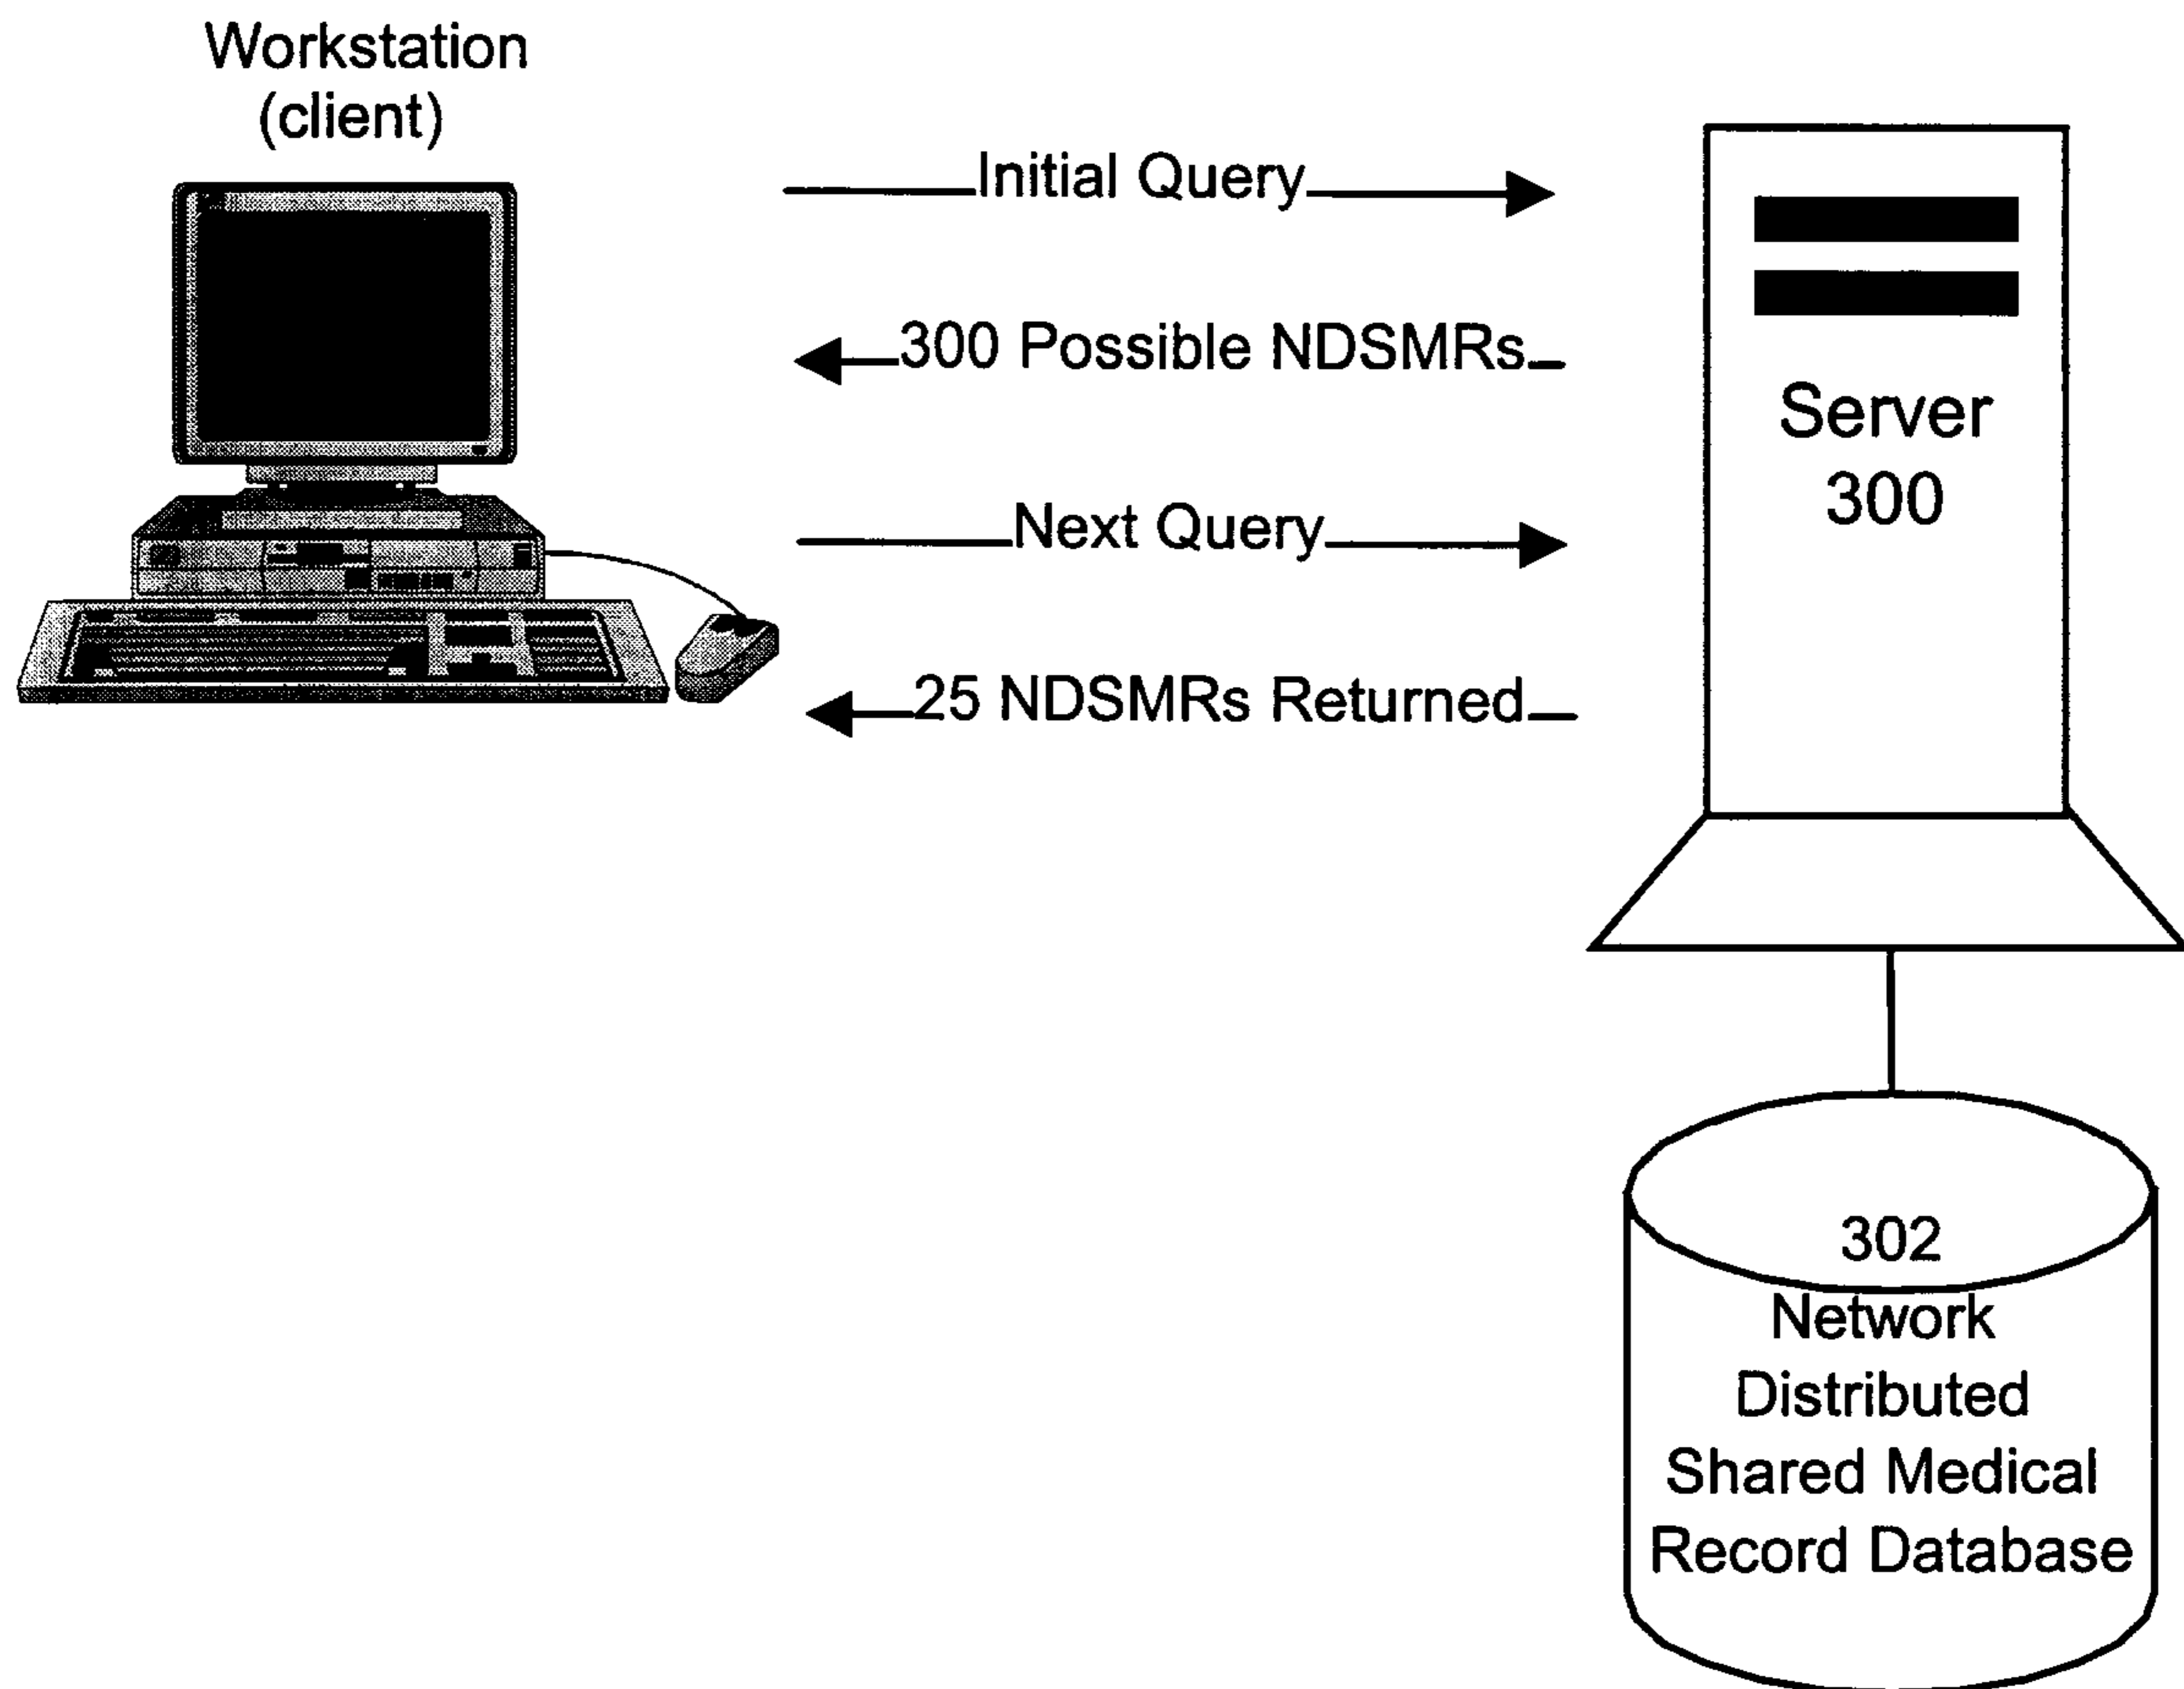 Workstation
(client)
Initial Query
300 Possible NDSMRs
Next Query
25 NDSMRs Returned
Server
300
302
Network
Distributed
Shared Medical
Record Database